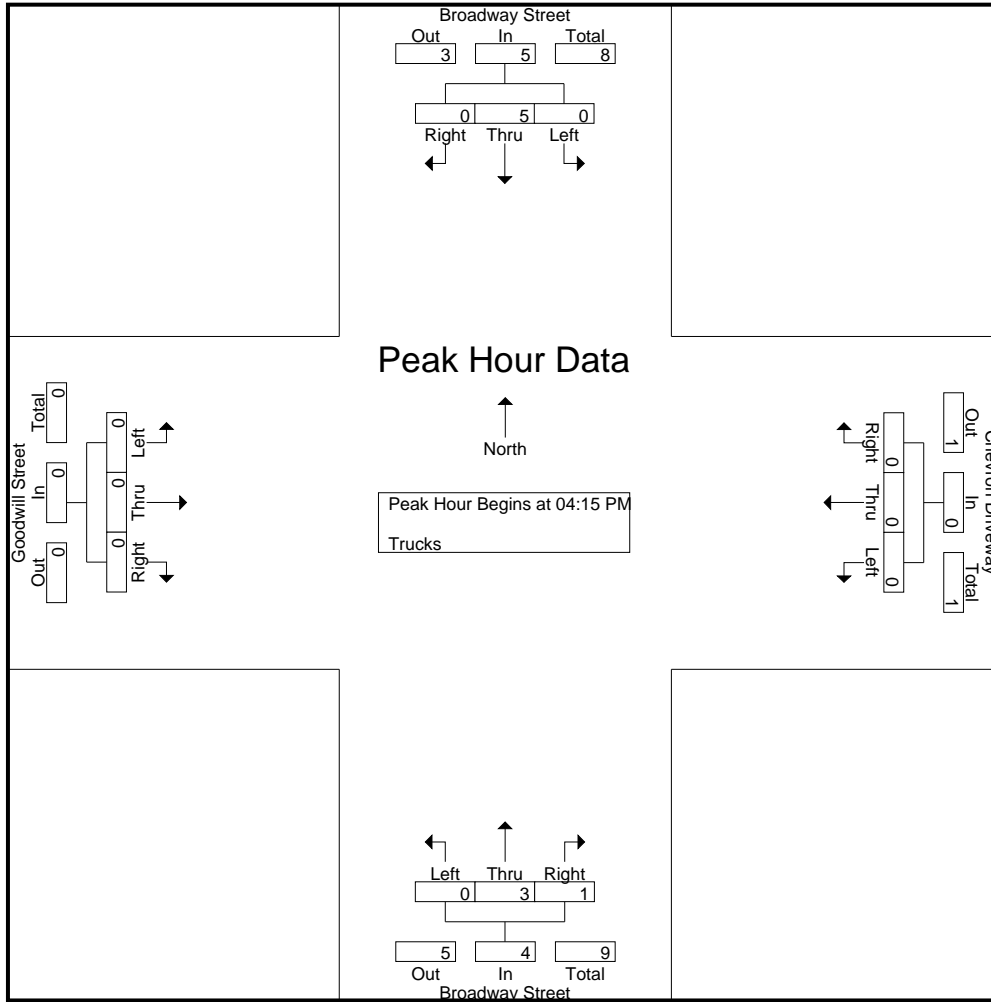 Broadway Street
Out In Total
3 5 8
0 5 0
Right Thru Left
Peak Hour Data
North
Peak Hour Begins at 04:15 PM
Trucks
Goodwill Street
Total In Out
0 0 0
0 0 0
Left Thru Right
Right Thru Left
0 0 0
1 0 1
Out In Total
Chevron Driveway
Left Thru Right
0 3 1
5 4 9
Out In Total
Broadway Street